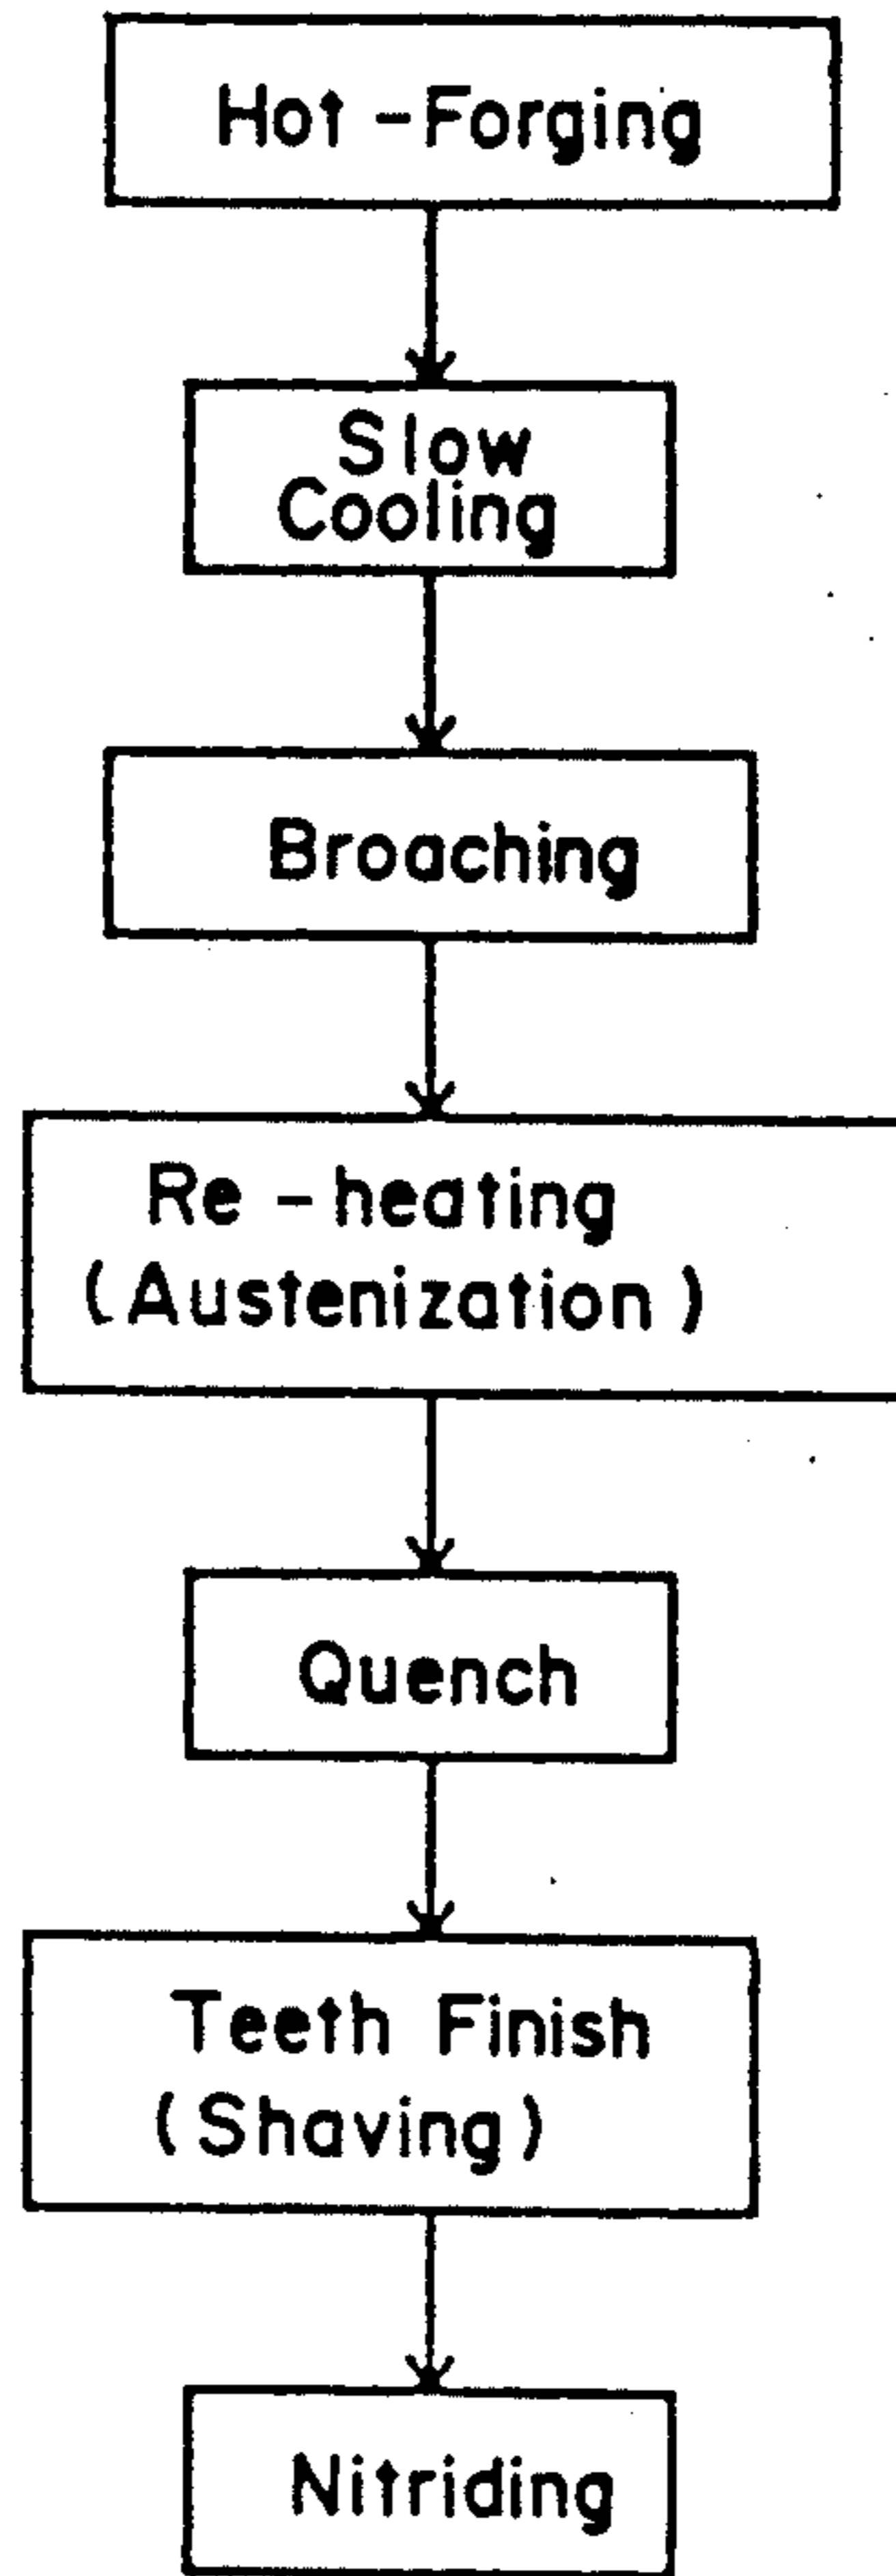 Hot-Forging
Slow
Cooling
Broaching
Re-heating
(Austenization)
Quench
Teeth Finish
(Shaving)
Nitriding